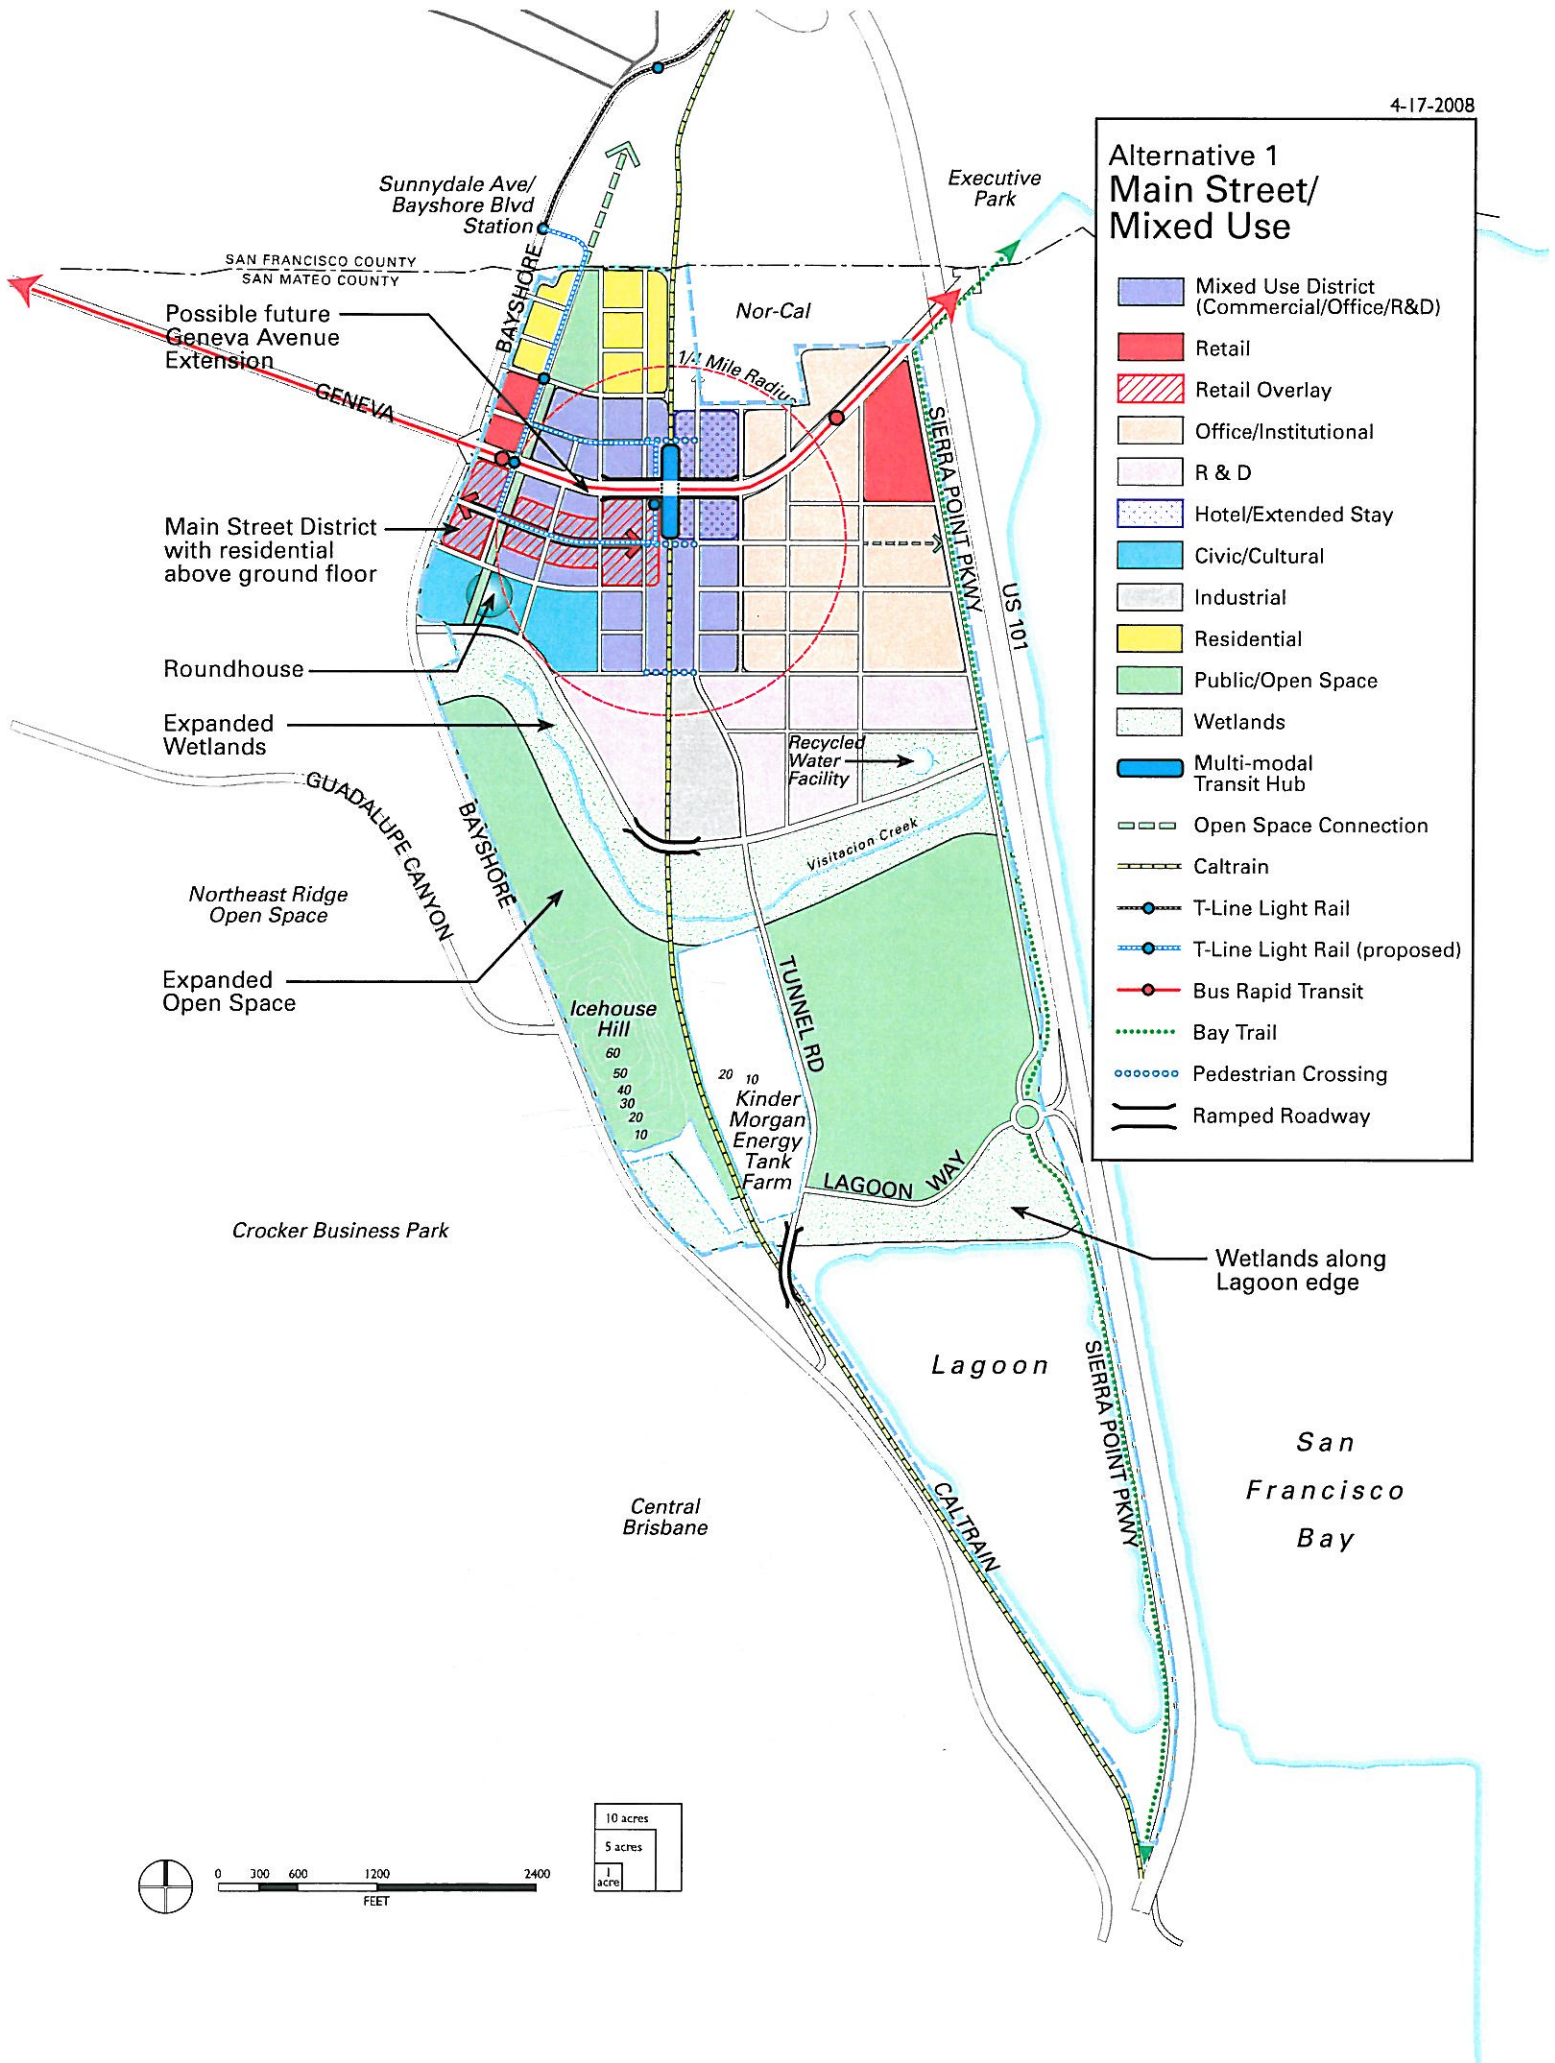 4-17-2008
Alternative 1
Main Street/
Mixed Use
Mixed Use District
(Commercial/Office/R&D)
Retail
Retail Overlay
Office/Institutional
R & D
Hotel/Extended Stay
Civic/Cultural
Industrial
Residential
Public/Open Space
Wetlands
Multi-modal
Transit Hub
Open Space Connection
Caltrain
T-Line Light Rail
T-Line Light Rail (proposed)
Bus Rapid Transit
Bay Trail
Pedestrian Crossing
Ramped Roadway
Executive
Park
Sunnydale Ave/
Bayshore Blvd
Station
SAN FRANCISCO COUNTY
SAN MATEO COUNTY
BAYSHORE
Possible future
Geneva Avenue
Extension
Nor-Cal
1/4 Mile Radius
GENEVA
SIERRA POINT PKWY
US 101
Main Street District
with residential
above ground floor
Roundhouse
Expanded
Wetlands
Recycled
Water
Facility
GUADALUPE CANYON
BAYSHORE
Visitacion Creek
Northeast Ridge
Open Space
Expanded
Open Space
Icehouse
Hill
60
50
40
30
20
10
TUNNEL RD
20
10
Kinder
Morgan
Energy
Tank
Farm
LAGOON WAY
Crocker Business Park
Wetlands along
Lagoon edge
Lagoon
SIERRA POINT PKWY
San
Francisco
Bay
CALTRAIN
Central
Brisbane
10 acres
5 acres
1
acre
0 300 600 1200 2400
FEET